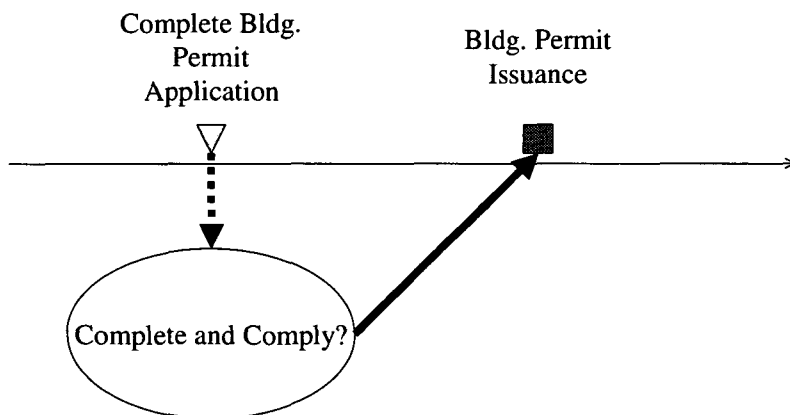 Complete Bldg.
Permit
Application
Bldg. Permit
Issuance
Complete and Comply?